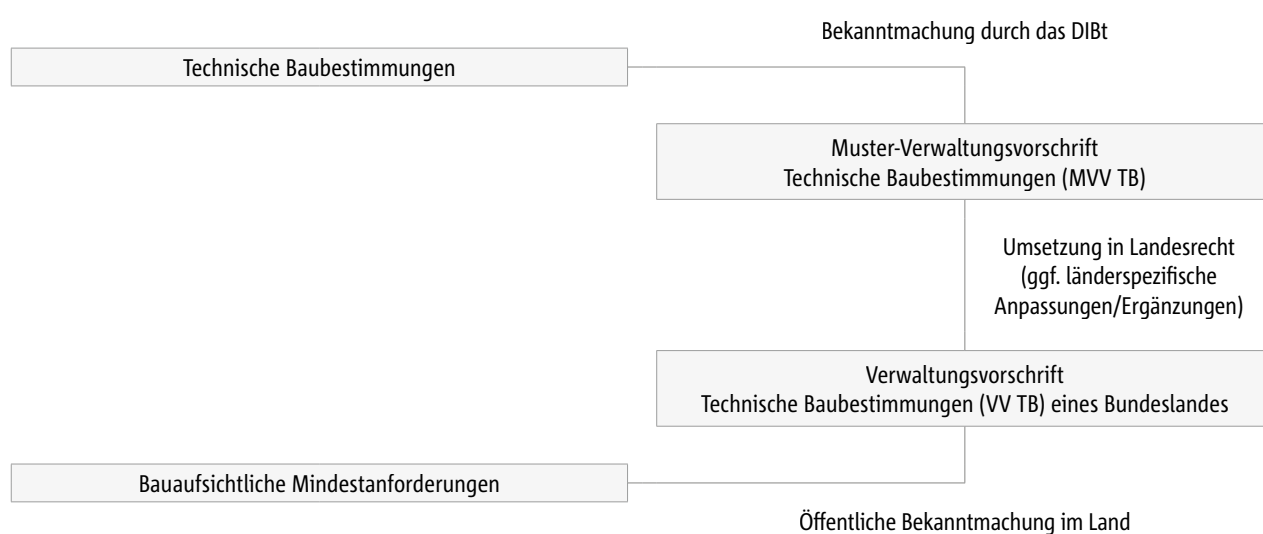 Bekanntmachung durch das DIBt
Technische Baubestimmungen
Muster-Verwaltungsvorschrift
Technische Baubestimmungen (MVV TB)
Umsetzung in Landesrecht
(ggf. länderspezifische
Anpassungen/Ergänzungen)
Verwaltungsvorschrift
Technische Baubestimmungen (VV TB) eines Bundeslandes
Bauaufsichtliche Mindestanforderungen
Öffentliche Bekanntmachung im Land